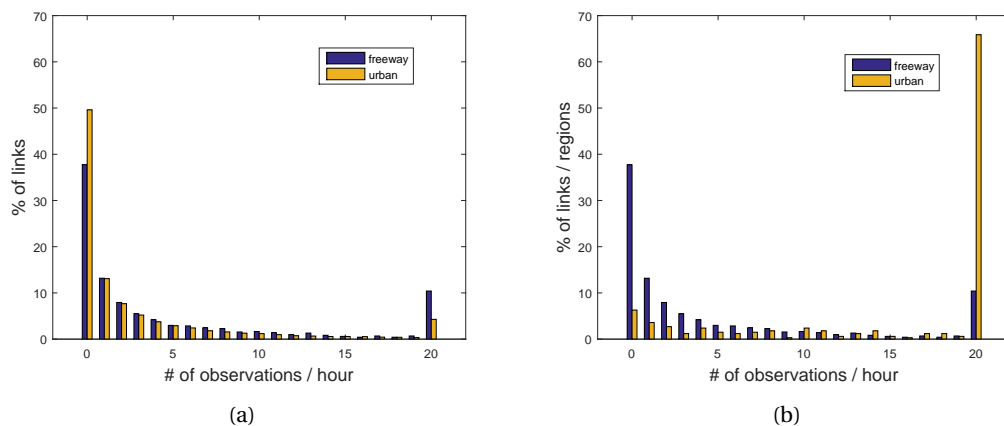 70
60
50
40
30
20
10
0
% of links
freeway
urban
0 5 10 15 20
# of observations / hour
(a)
70
60
50
40
30
20
10
0
% of links / regions
freeway
urban
0 5 10 15 20
# of observations / hour
(b)